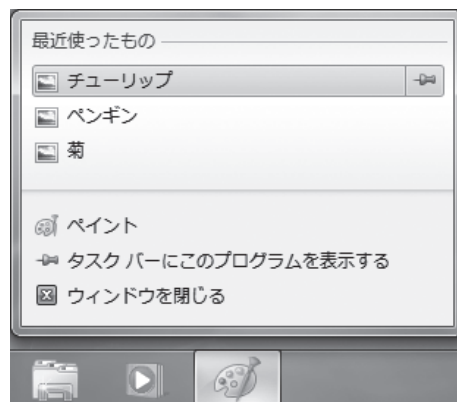 最近使ったもの
チューリップ
ペンギン
菊
ペイント
タスク バーにこのプログラムを表示する
ウィンドウを閉じる